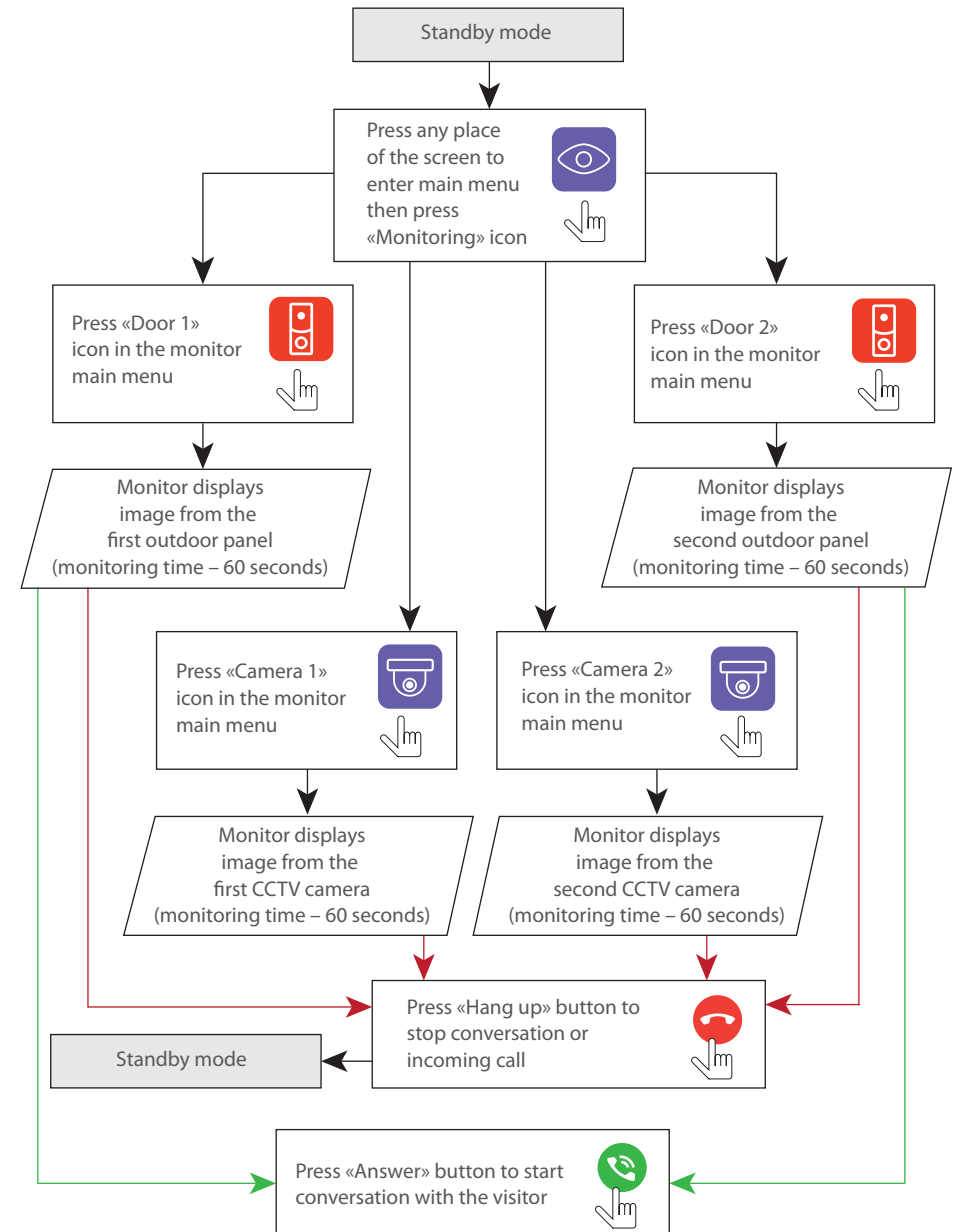 Standby mode
Press any place
of the screen to
enter main menu
then press
«Monitoring» icon
Press «Door 1»
icon in the monitor
main menu
Press «Door 2»
icon in the monitor
main menu
Monitor displays
image from the
first outdoor panel
(monitoring time – 60 seconds)
Monitor displays
image from the
second outdoor panel
(monitoring time – 60 seconds)
Press «Camera 1»
icon in the monitor
main menu
Press «Camera 2»
icon in the monitor
main menu
Monitor displays
image from the
first CCTV camera
(monitoring time – 60 seconds)
Monitor displays
image from the
second CCTV camera
(monitoring time – 60 seconds)
Press «Hang up» button to
stop conversation or
incoming call
Standby mode
Press «Answer» button to start
conversation with the visitor